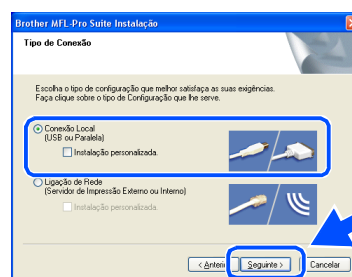 Brother MFL-Pro Suite Instalação
Tipo de Conexão
Escolha o tipo de configuração que melhor satisfaça as suas exigências.
Faça clique sobre o tipo de Configuração que lhe serve.
Conexão Local
(USB ou Paralela)
Instalação personalizada.
Ligação de Rede
(Servidor de Impressão Externo ou Interno)
Instalação personalizada.
< Anteri Seguinte > Cancelar